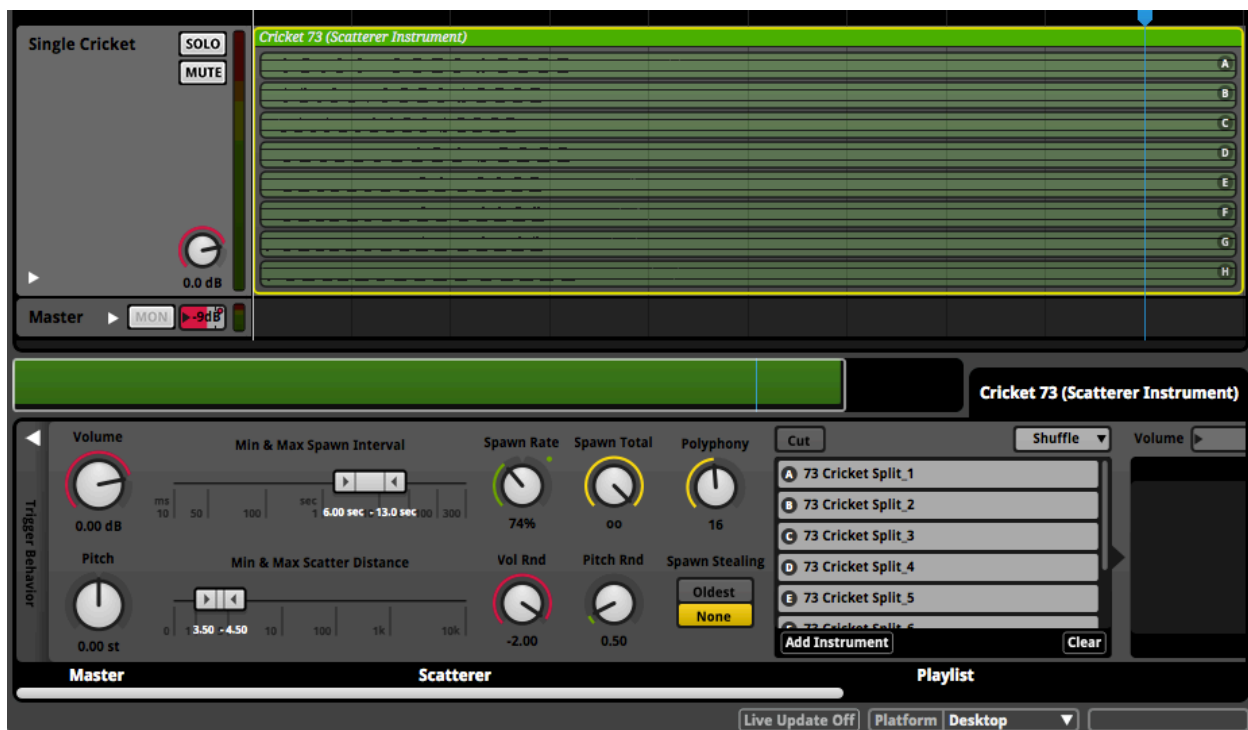 Cricket 73 (Scatterer Instrument)
Single Cricket
SOLO
MUTE
A
B
C
D
E
F
G
H
0.0 dB
Master
MON
-9dB
Cricket 73 (Scatterer Instrument)
Trigger Behavior
Volume
0.00 dB
Pitch
0.00 st
Master
Min & Max Spawn Interval
ms
10 50 100
sec
1 6.00 sec - 13.0 sec 300
Min & Max Scatter Distance
0 1 3.50 - 4.50 10 100 1k 10k
Spawn Rate
74%
Spawn Total
oo
Polyphony
16
Vol Rnd
-2.00
Pitch Rnd
0.50
Spawn Stealing
Oldest
None
Scatterer
Cut
Shuffle
A 73 Cricket Split_1
B 73 Cricket Split_2
C 73 Cricket Split_3
D 73 Cricket Split_4
E 73 Cricket Split_5
73 Cricket Split_6
Add Instrument
Clear
Playlist
Volume
Live Update Off
Platform
Desktop